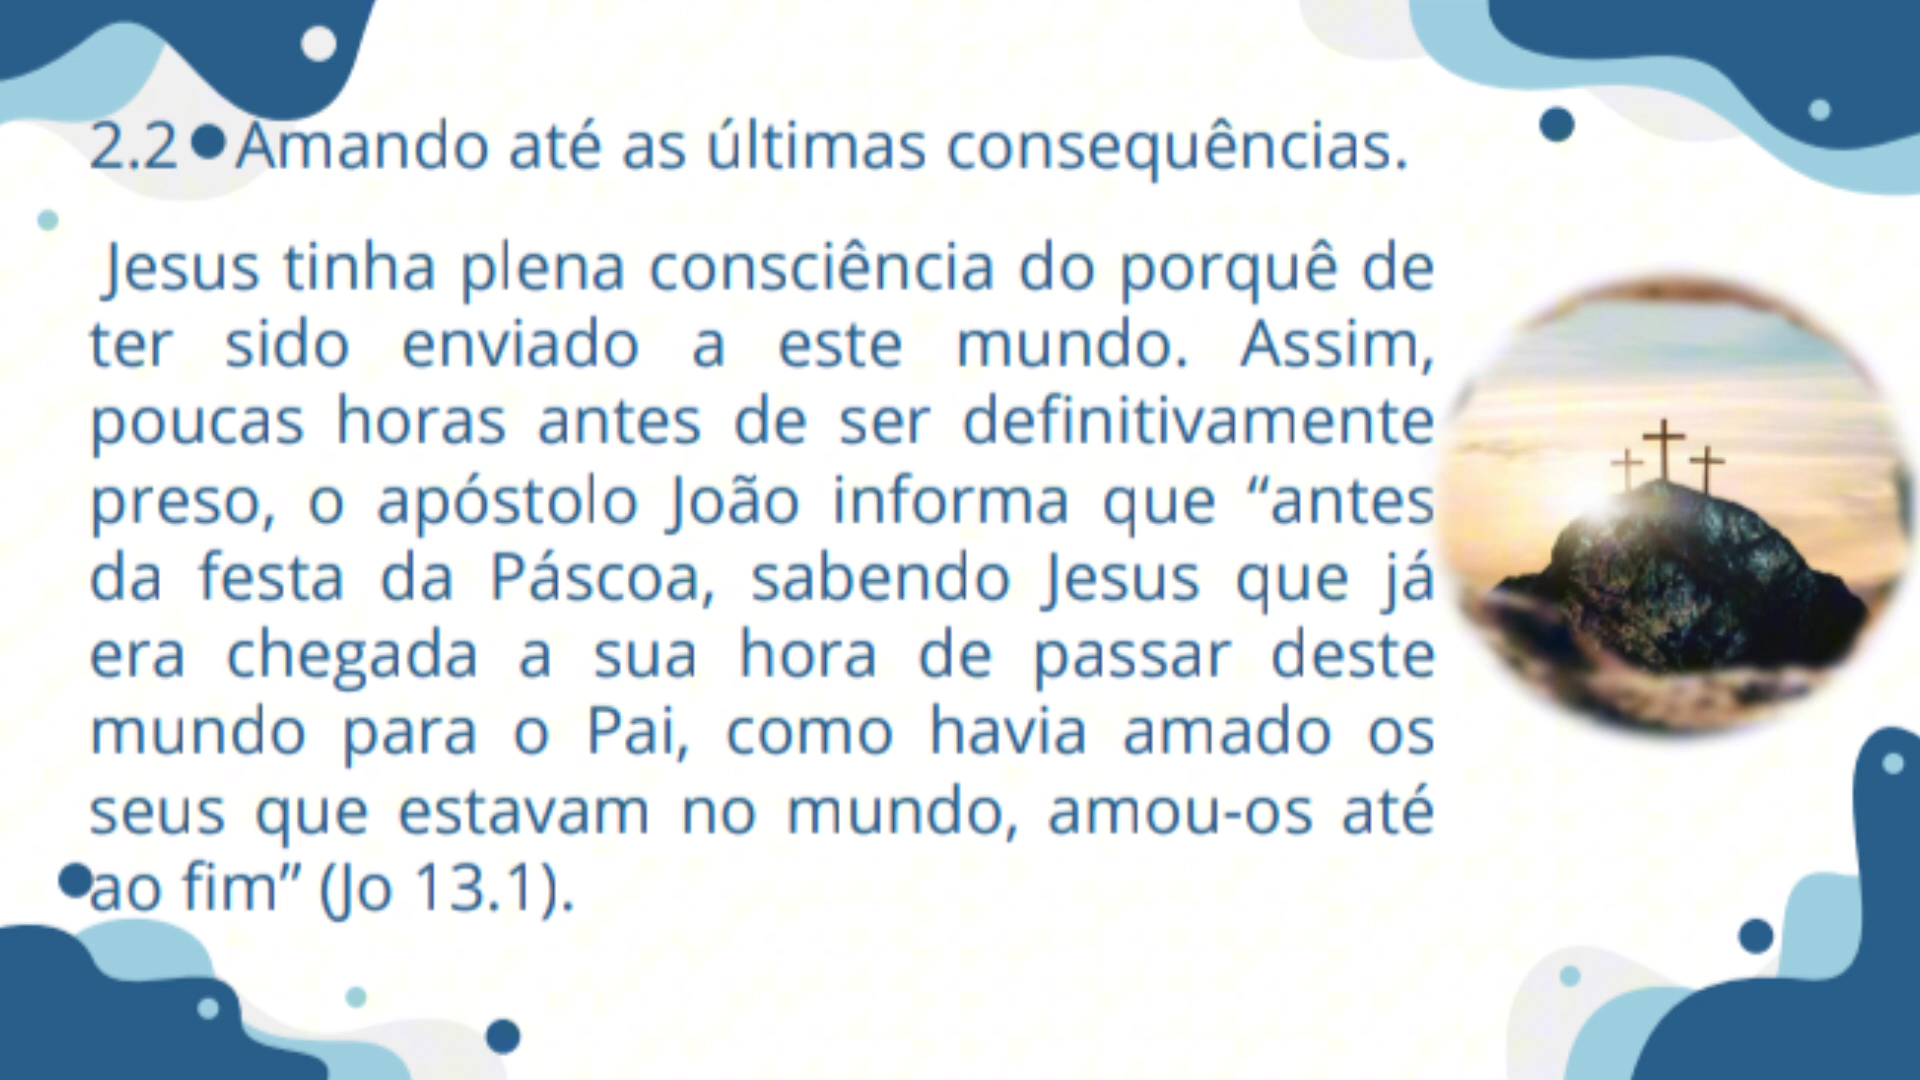 2.2 Amando até as últimas consequências.
Jesus tinha plena consciência do porquê de
ter sido enviado a este mundo. Assim,
poucas horas antes de ser definitivamente
preso, o apóstolo João informa que “antes
da festa da Páscoa, sabendo Jesus que já
era chegada a sua hora de passar deste
mundo para o Pai, como havia amado os
seus que estavam no mundo, amou-os até
ao fim” (Jo 13.1).